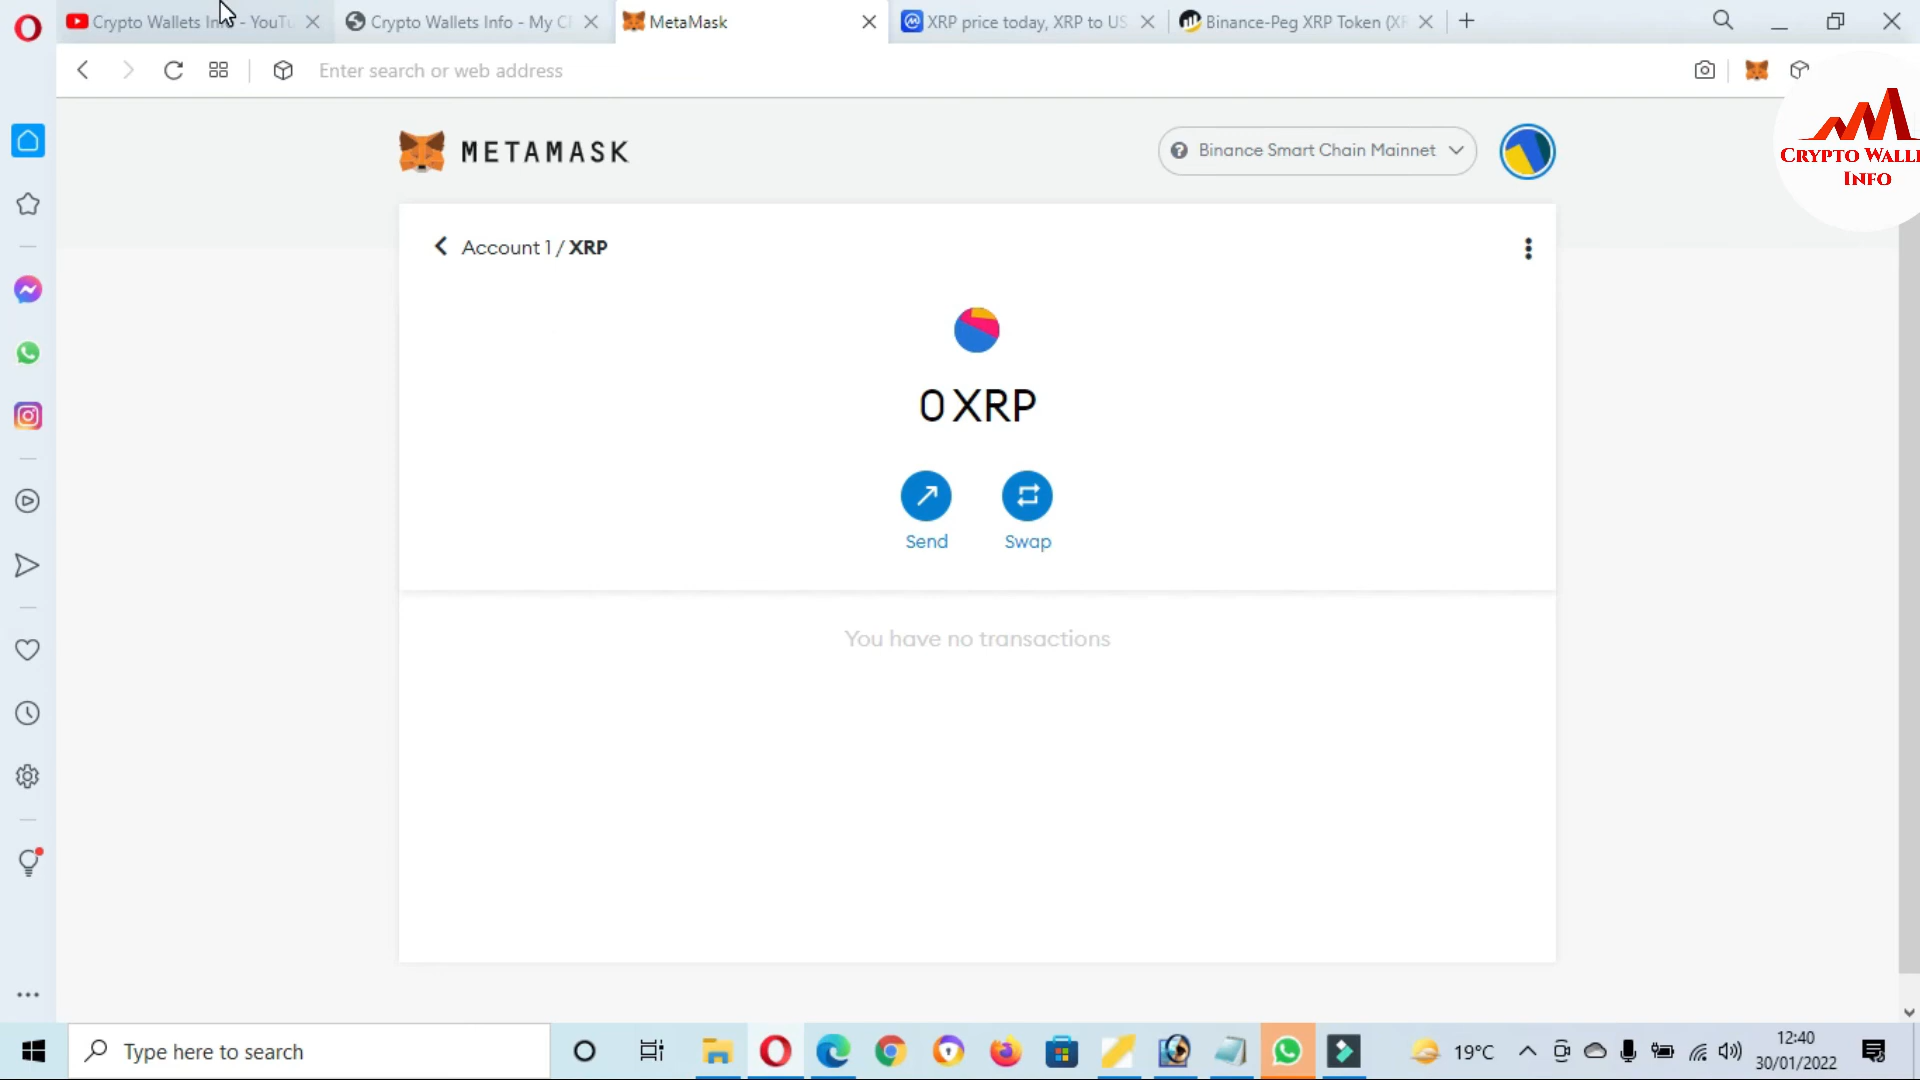 Crypto Wallets In - YouTu
Crypto Wallets Info - My C
MetaMask
XRP price today, XRP to US
Binance-Peg XRP Token (XF
Enter search or web address
METAMASK
Binance Smart Chain Mainnet
CRYPTO WALLE
INFO
Account 1 / XRP
0 XRP
Send
Swap
You have no transactions
Type here to search
19°C
12:40
30/01/2022